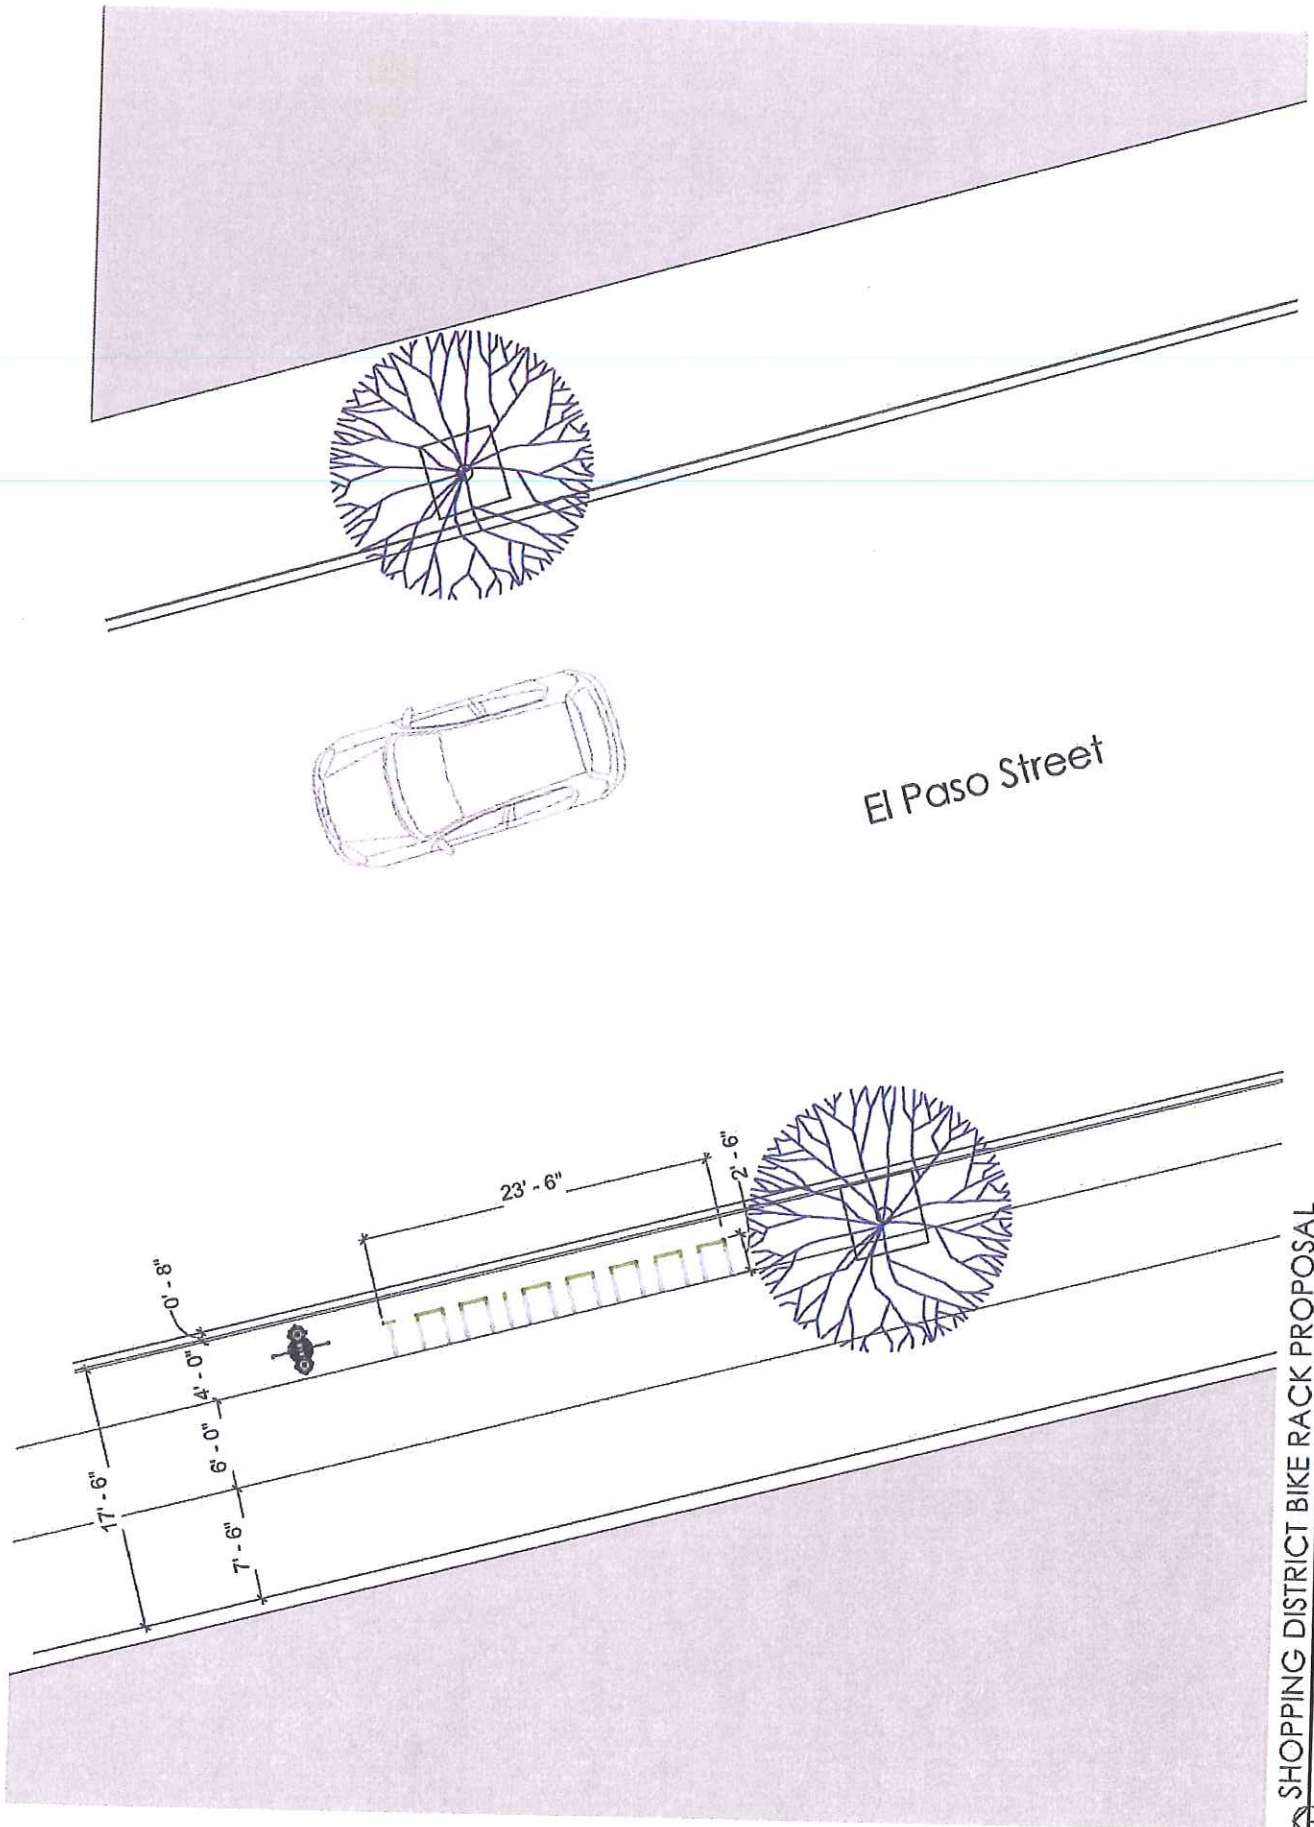 El Paso Street
23' - 6"
2' - 6"
0' - 8"
4' - 0"
6' - 0"
17' - 6"
7' - 6"
SHOPPING DISTRICT BIKE RACK PROPOSAL